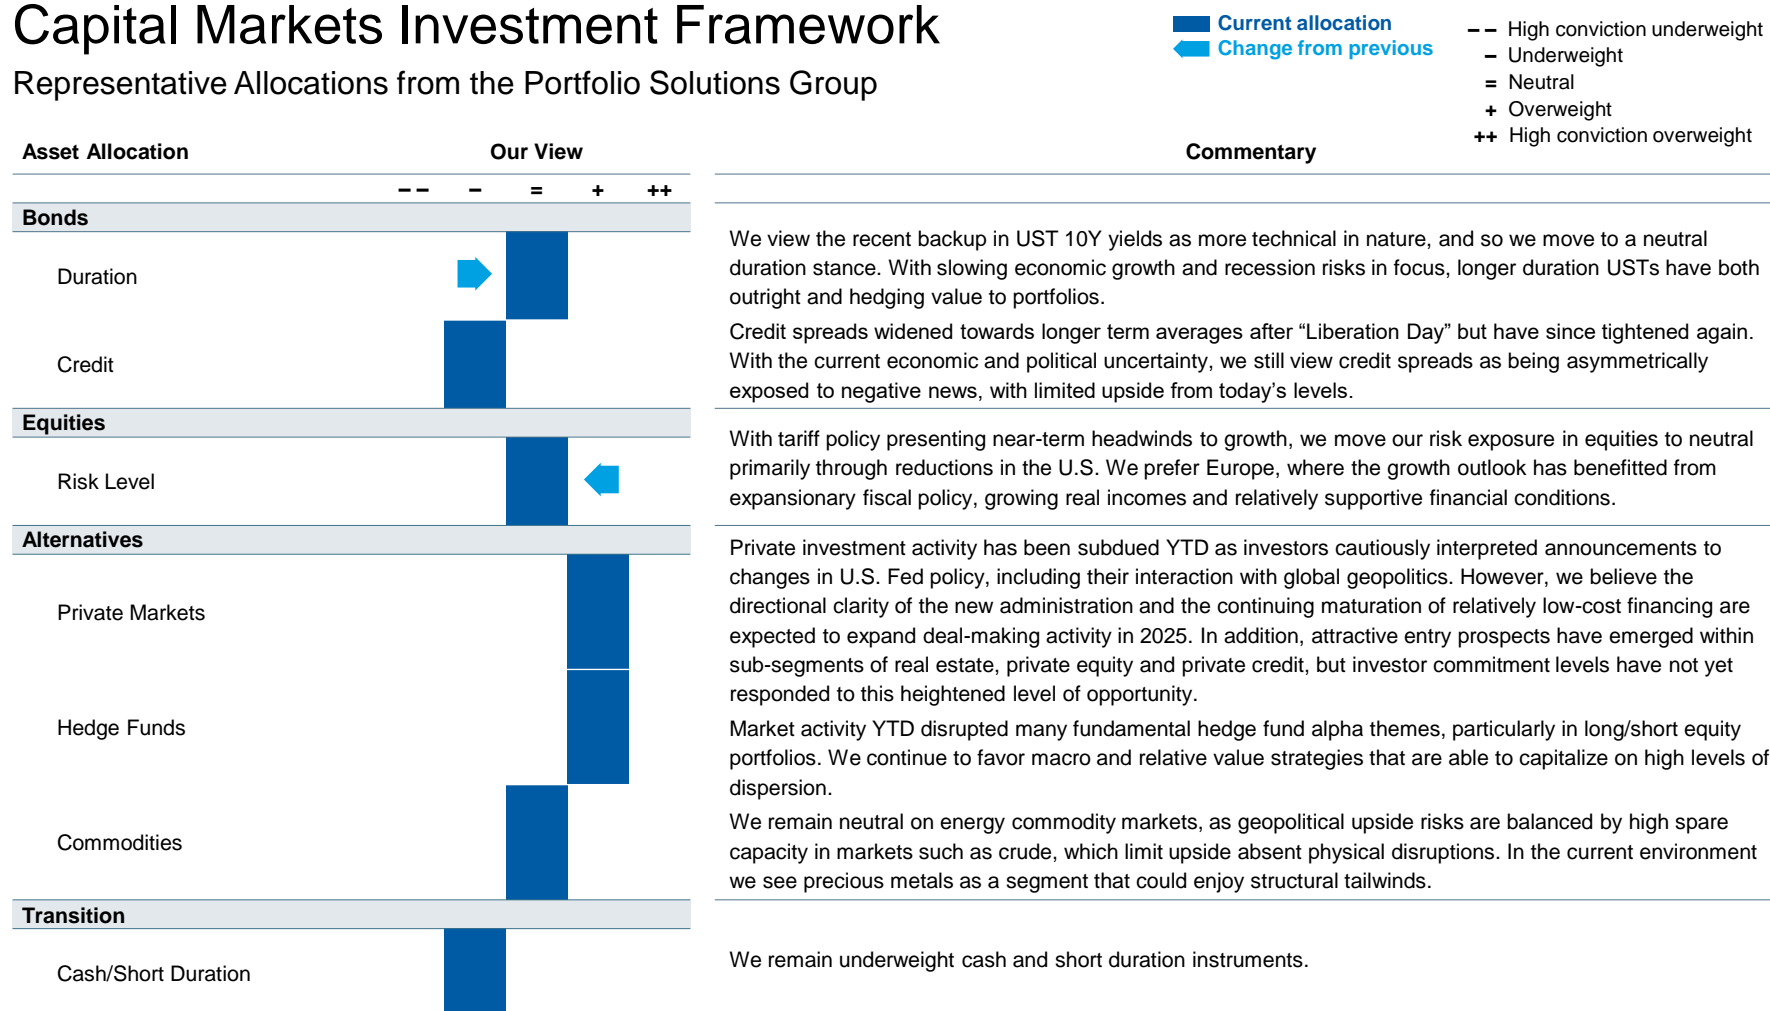 Capital Markets Investment Framework
Representative Allocations from the Portfolio Solutions Group
Current allocation
Change from previous
– – High conviction underweight
– Underweight
= Neutral
+ Overweight
++ High conviction overweight
Asset Allocation
Our View
Commentary
– – – = + ++
Bonds
Duration
We view the recent backup in UST 10Y yields as more technical in nature, and so we move to a neutral
duration stance. With slowing economic growth and recession risks in focus, longer duration USTs have both
outright and hedging value to portfolios.
Credit
Credit spreads widened towards longer term averages after “Liberation Day” but have since tightened again.
With the current economic and political uncertainty, we still view credit spreads as being asymmetrically
exposed to negative news, with limited upside from today’s levels.
Equities
Risk Level
With tariff policy presenting near-term headwinds to growth, we move our risk exposure in equities to neutral
primarily through reductions in the U.S. We prefer Europe, where the growth outlook has benefitted from
expansionary fiscal policy, growing real incomes and relatively supportive financial conditions.
Alternatives
Private Markets
Private investment activity has been subdued YTD as investors cautiously interpreted announcements to
changes in U.S. Fed policy, including their interaction with global geopolitics. However, we believe the
directional clarity of the new administration and the continuing maturation of relatively low-cost financing are
expected to expand deal-making activity in 2025. In addition, attractive entry prospects have emerged within
sub-segments of real estate, private equity and private credit, but investor commitment levels have not yet
responded to this heightened level of opportunity.
Hedge Funds
Market activity YTD disrupted many fundamental hedge fund alpha themes, particularly in long/short equity
portfolios. We continue to favor macro and relative value strategies that are able to capitalize on high levels of
dispersion.
Commodities
We remain neutral on energy commodity markets, as geopolitical upside risks are balanced by high spare
capacity in markets such as crude, which limit upside absent physical disruptions. In the current environment
we see precious metals as a segment that could enjoy structural tailwinds.
Transition
Cash/Short Duration
We remain underweight cash and short duration instruments.